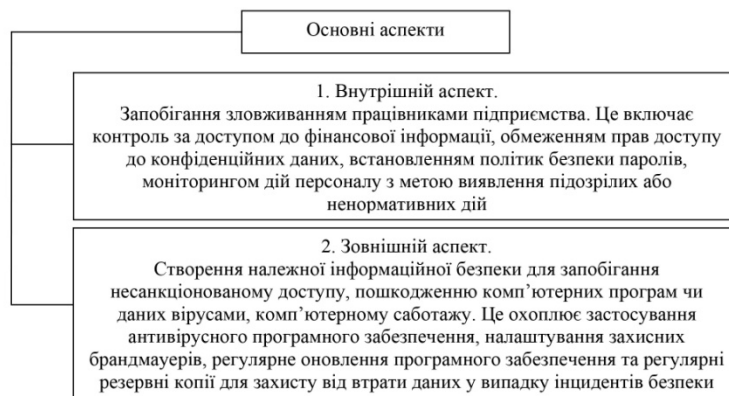 Основні аспекти
1. Внутрішній аспект.
Запобігання зловживанням працівниками підприємства. Це включає
контроль за доступом до фінансової інформації, обмеженням прав доступу
до конфіденційних даних, встановленням політик безпеки паролів,
моніторингом дій персоналу з метою виявлення підозрілих або
ненормативних дій
2. Зовнішній аспект.
Створення належної інформаційної безпеки для запобігання
несанкціонованому доступу, пошкодженню комп’ютерних програм чи
даних вірусами, комп’ютерному саботажу. Це охоплює застосування
антивірусного програмного забезпечення, налаштування захисних
брандмауерів, регулярне оновлення програмного забезпечення та регулярні
резервні копії для захисту від втрати даних у випадку інцидентів безпеки